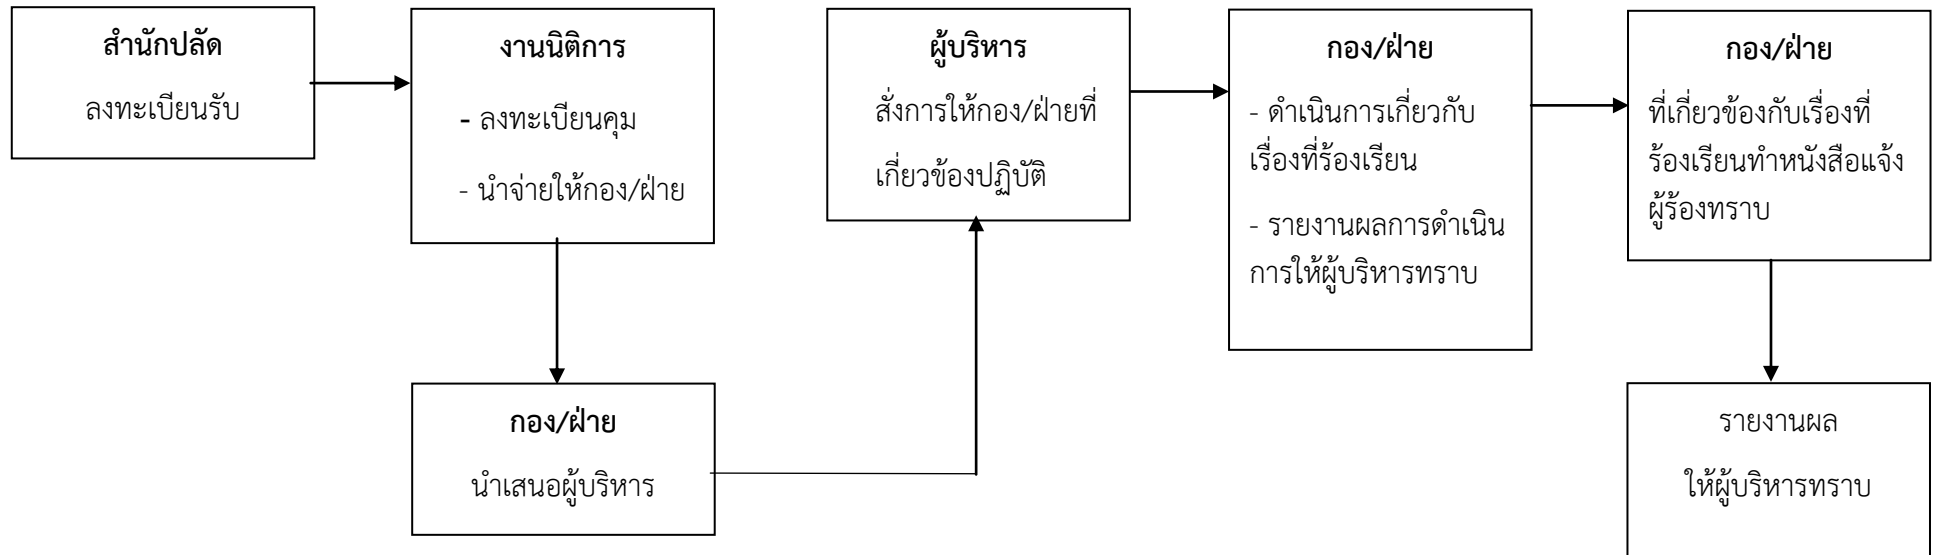 สำนักปลัด
ลงทะเบียนรับ
งานนิติการ
- ลงทะเบียนคุม
- นำจ่ายให้กอง/ฝ่าย
กอง/ฝ่าย
นำเสนอผู้บริหาร
ผู้บริหาร
สั่งการให้กอง/ฝ่ายที่
เกี่ยวข้องปฏิบัติ
กอง/ฝ่าย
- ดำเนินการเกี่ยวกับ
เรื่องที่ร้องเรียน
- รายงานผลการดำเนิน
การให้ผู้บริหารทราบ
กอง/ฝ่าย
ที่เกี่ยวข้องกับเรื่องที่
ร้องเรียนทำหนังสือแจ้ง
ผู้ร้องทราบ
รายงานผล
ให้ผู้บริหารทราบ